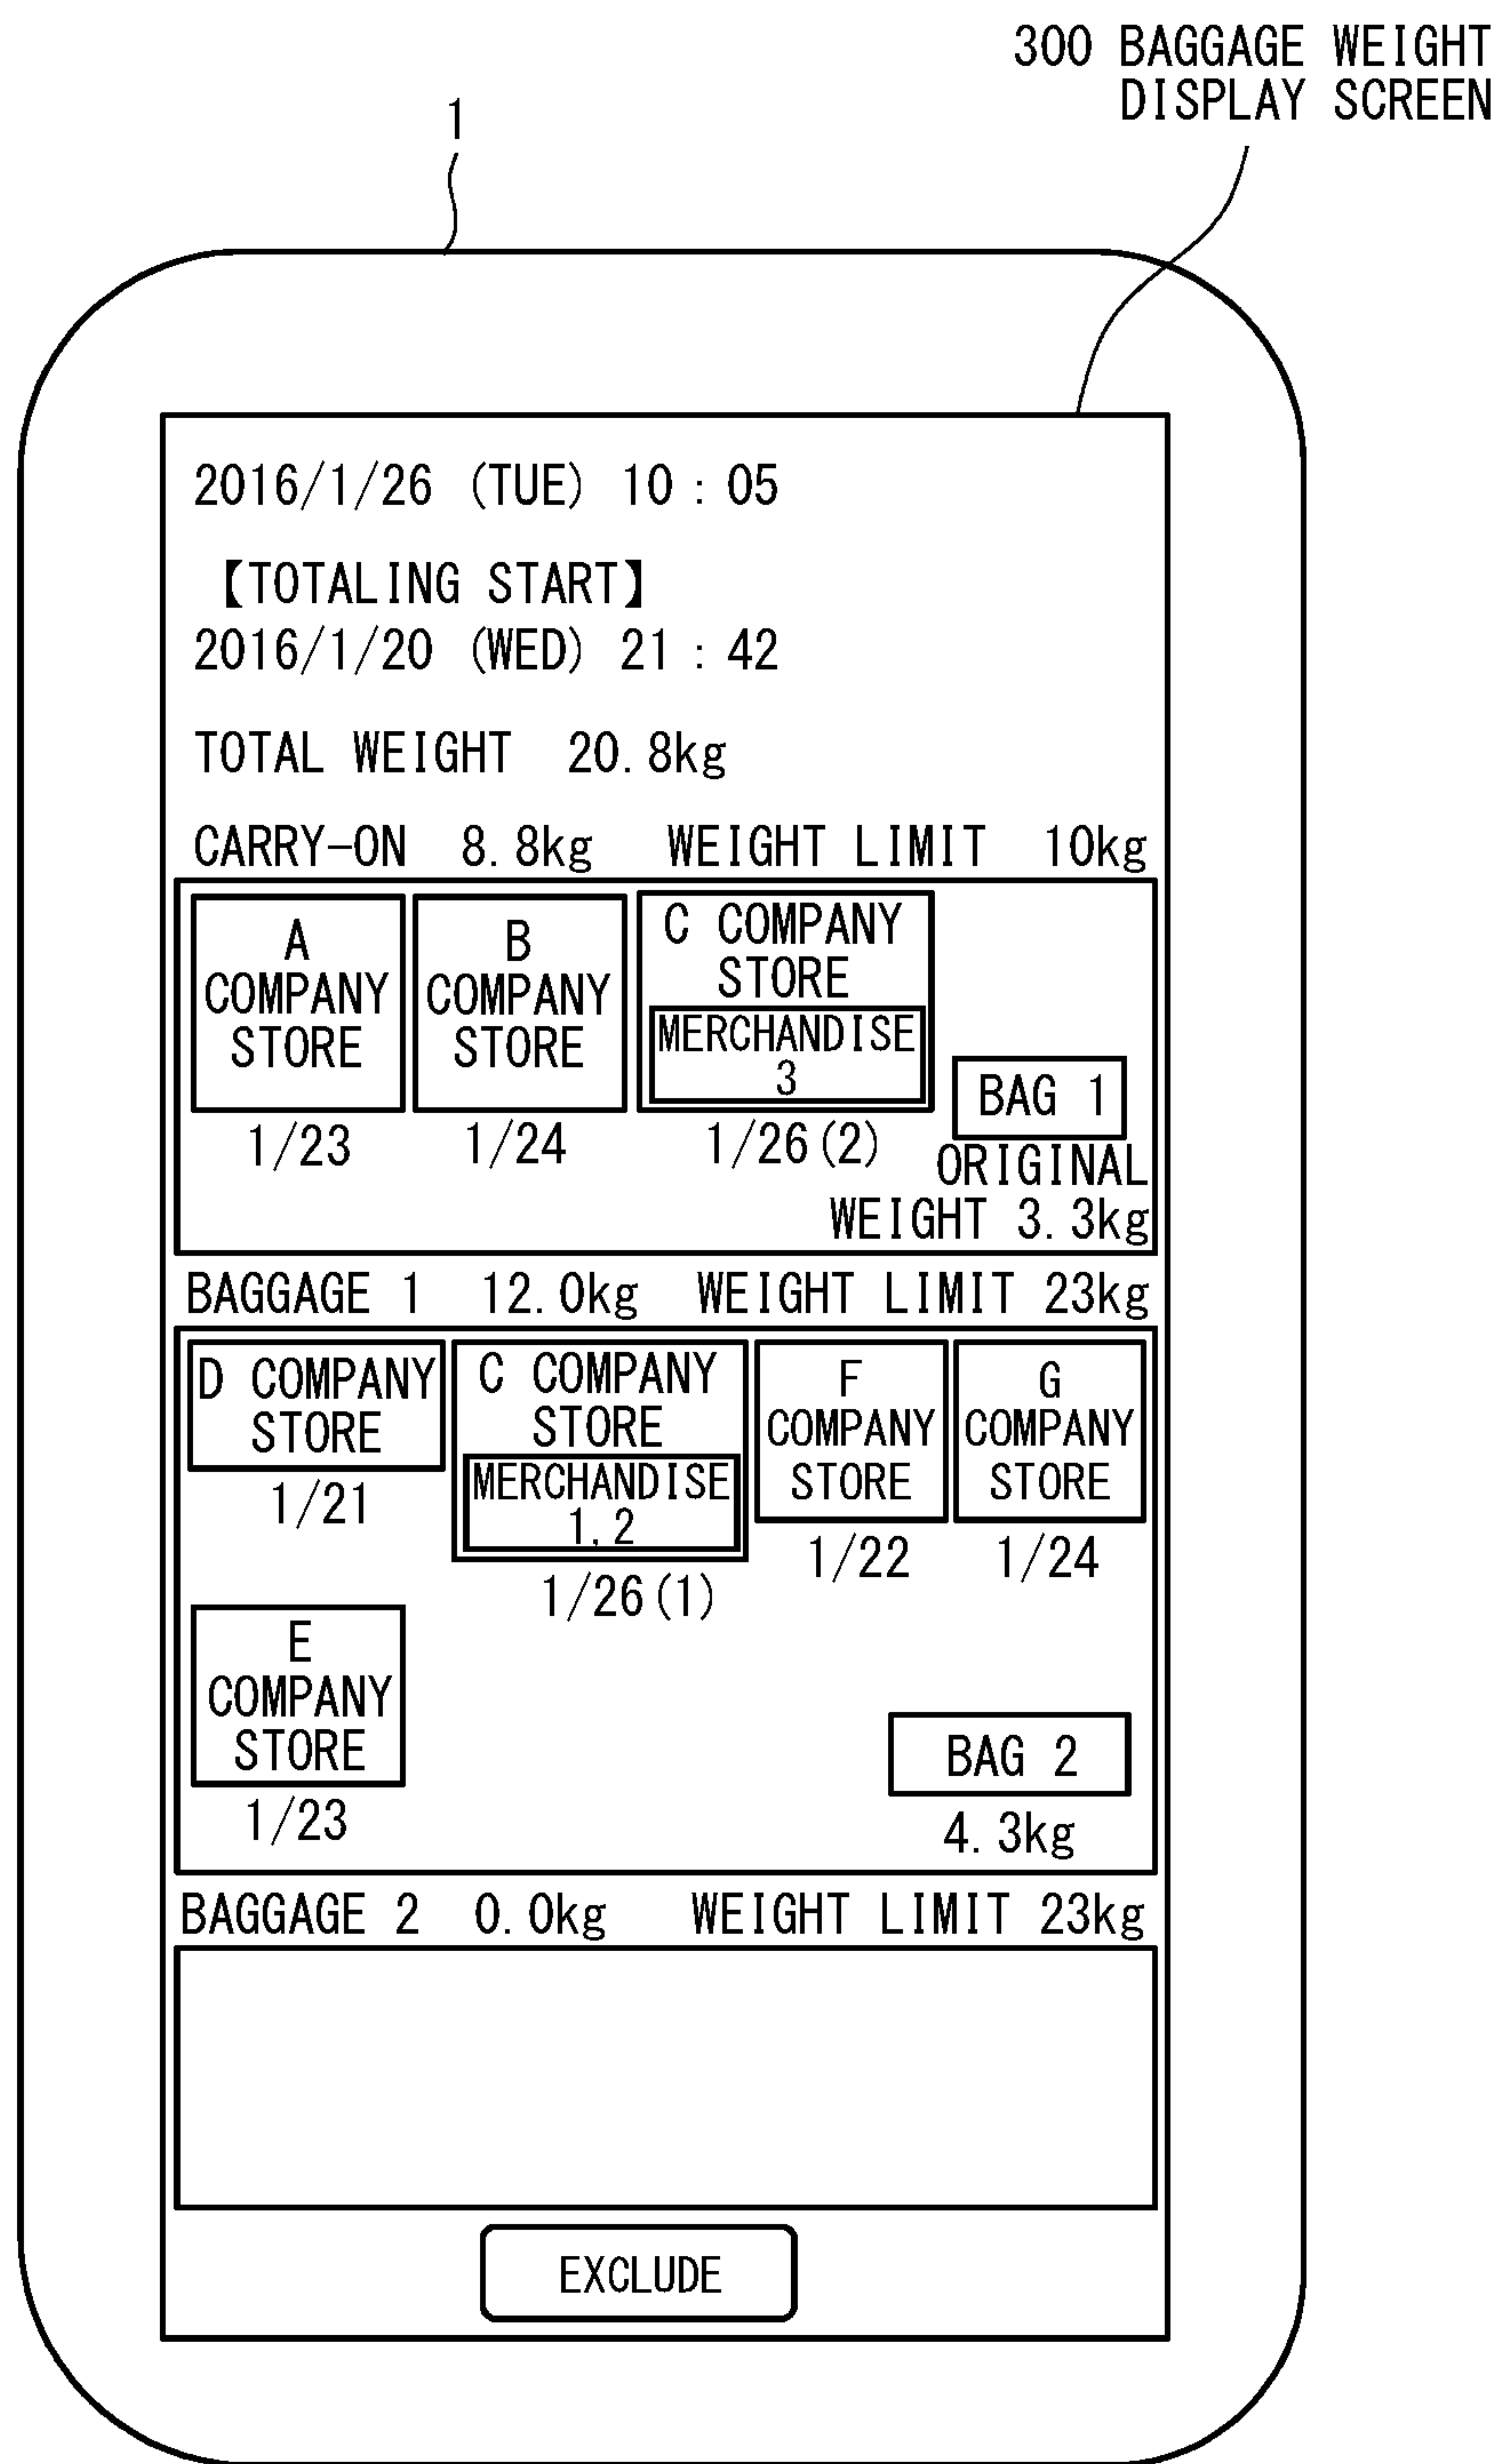 300 BAGGAGE WEIGHT
DISPLAY SCREEN
1
2016/1/26 (TUE) 10:05
【TOTALING START】
2016/1/20 (WED) 21:42
TOTAL WEIGHT 20.8kg
CARRY-ON 8.8kg WEIGHT LIMIT 10kg
A
COMPANY
STORE
1/23
B
COMPANY
STORE
1/24
C COMPANY
STORE
MERCHANDISE
3
1/26(2)
BAG 1
ORIGINAL
WEIGHT 3.3kg
BAGGAGE 1 12.0kg WEIGHT LIMIT 23kg
D COMPANY
STORE
1/21
C COMPANY
STORE
MERCHANDISE
1,2
1/26(1)
F
COMPANY
STORE
1/22
G
COMPANY
STORE
1/24
E
COMPANY
STORE
1/23
BAG 2
4.3kg
BAGGAGE 2 0.0kg WEIGHT LIMIT 23kg
EXCLUDE